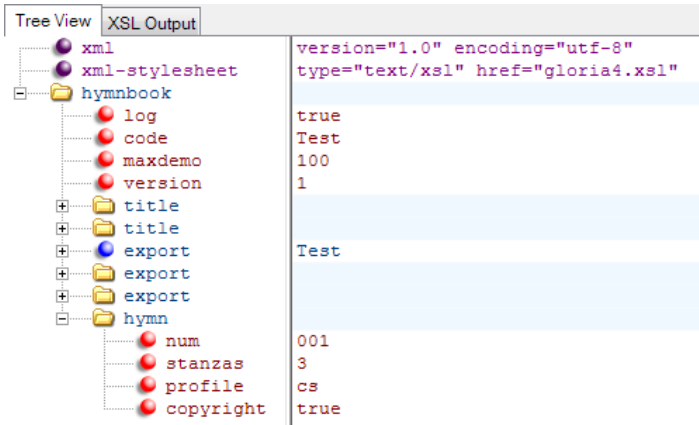 Tree View XSL Output
xml version="1.0" encoding="utf-8"
xml-stylesheet type="text/xsl" href="gloria4.xsl"
hymnbook
log true
code Test
maxdemo 100
version 1
title
title
export Test
export
export
hymn
num 001
stanzas 3
profile cs
copyright true